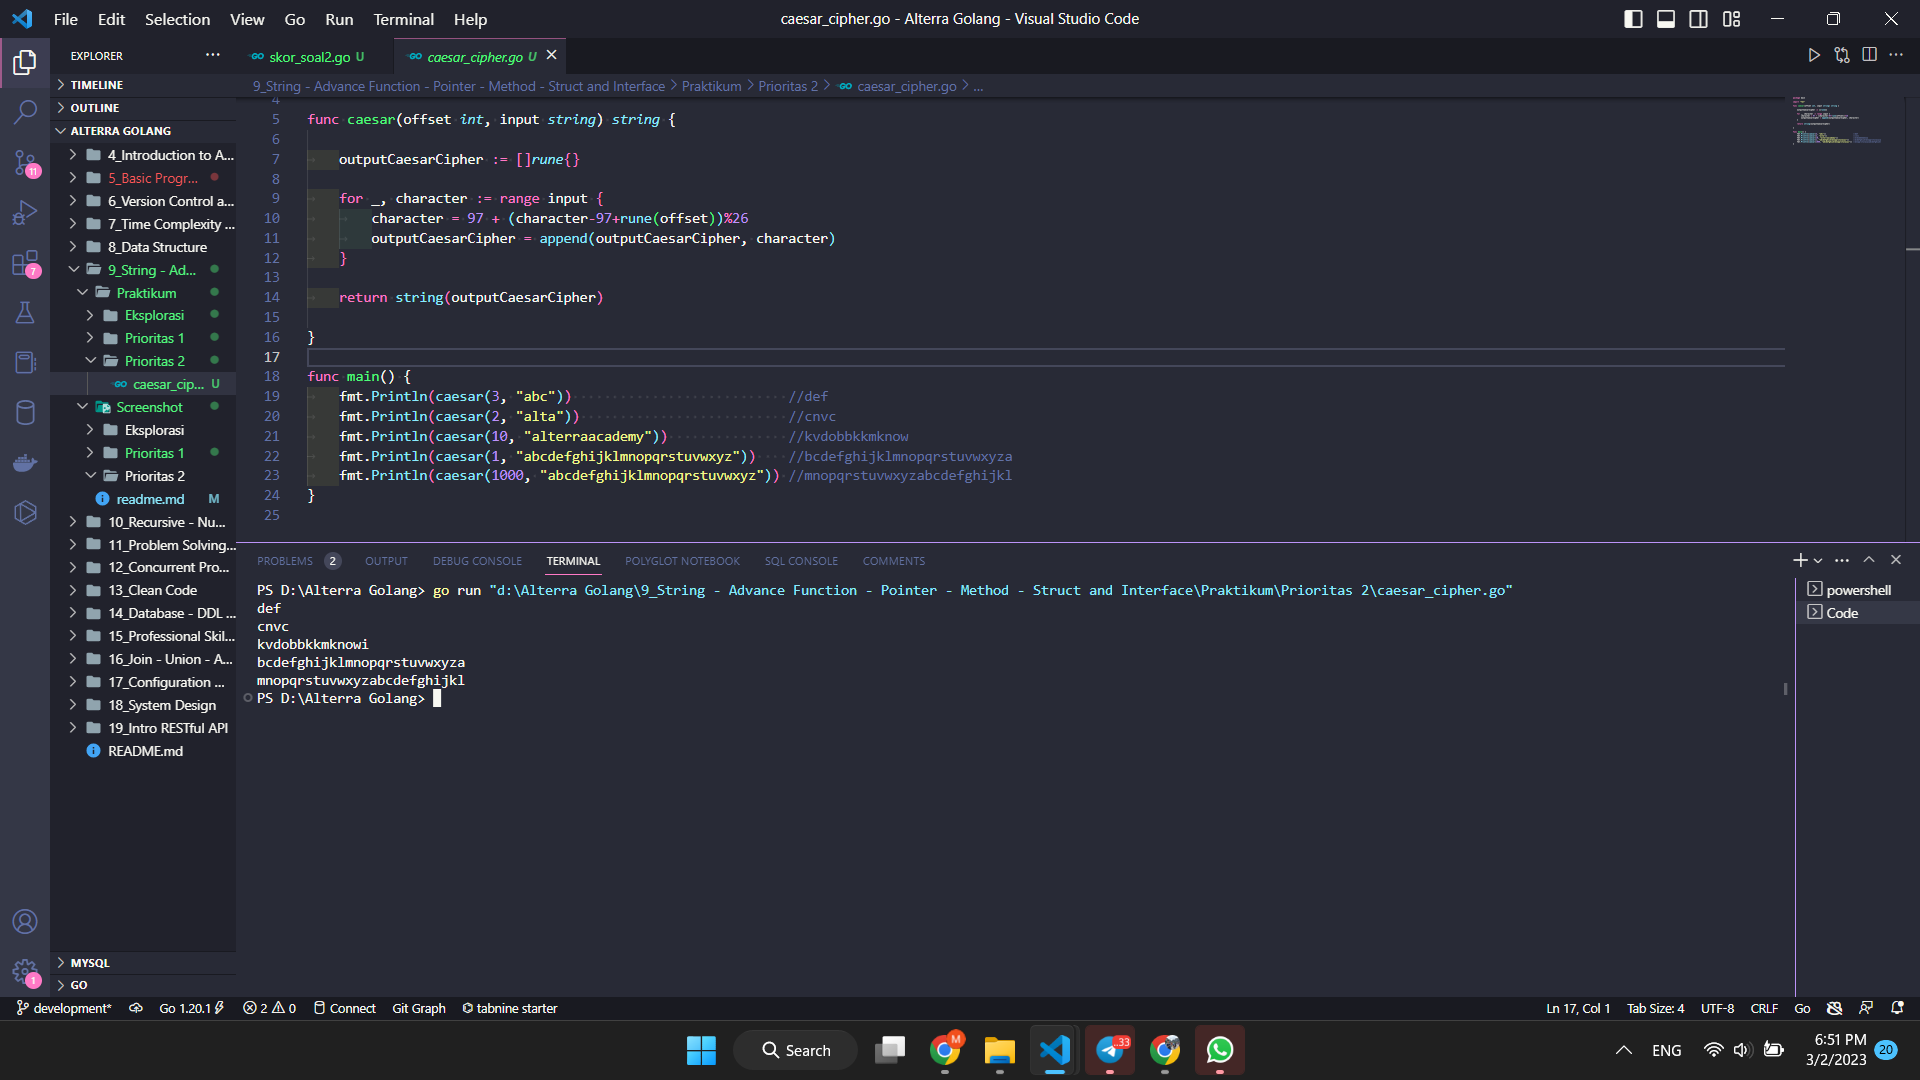 File Edit Selection View Go Run Terminal Help
caesar_cipher.go - Alterra Golang - Visual Studio Code
EXPLORER
skor_soal2.go U
caesar_cipher.go U
TIMELINE
OUTLINE
ALTERRA GOLANG
4_Introduction to A...
5_Basic Progr...
6_Version Control a...
7_Time Complexity ...
8_Data Structure
9_String - Ad...
Praktikum
Eksplorasi
Prioritas 1
Prioritas 2
caesar_cip... U
Screenshot
Eksplorasi
Prioritas 1
Prioritas 2
readme.md M
10_Recursive - Nu...
11_Problem Solving...
12_Concurrent Pro...
13_Clean Code
14_Database - DDL ...
15_Professional Skil...
16_Join - Union - A...
17_Configuration ...
18_System Design
19_Intro RESTful API
README.md
MYSQL
GO
11
7
1
9_String - Advance Function - Pointer - Method - Struct and Interface > Praktikum > Prioritas 2 > caesar_cipher.go > ...
4
5 func caesar(offset int, input string) string {
6
7 outputCaesarCipher := []rune{}
8
9 for _, character := range input {
10 character = 97 + (character-97+rune(offset))%26
11 outputCaesarCipher = append(outputCaesarCipher, character)
12 }
13
14 return string(outputCaesarCipher)
15
16 }
17
18 func main() {
19 fmt.Println(caesar(3, "abc")) //def
20 fmt.Println(caesar(2, "alta")) //cnvc
21 fmt.Println(caesar(10, "alterraacademy")) //kvdobbkkmknow
22 fmt.Println(caesar(1, "abcdefghijklmnopqrstuvwxyz")) //bcdefghijklmnopqrstuvwxyza
23 fmt.Println(caesar(1000, "abcdefghijklmnopqrstuvwxyz")) //mnopqrstuvwxyzabcdefghijkl
24 }
25
PROBLEMS 2 OUTPUT DEBUG CONSOLE TERMINAL POLYGLOT NOTEBOOK SQL CONSOLE COMMENTS
PS D:\Alterra Golang> go run "d:\Alterra Golang\9_String - Advance Function - Pointer - Method - Struct and Interface\Praktikum\Prioritas 2\caesar_cipher.go"
def
cnvc
kvdobbkkmknowi
bcdefghijklmnopqrstuvwxyza
mnopqrstuvwxyzabcdefghijkl
PS D:\Alterra Golang>
powershell
Code
development* Go 1.20.1 2 0 Connect Git Graph tabnine starter
Ln 17, Col 1 Tab Size: 4 UTF-8 CRLF Go
Search
M
..33
ENG
6:51 PM
3/2/2023
20